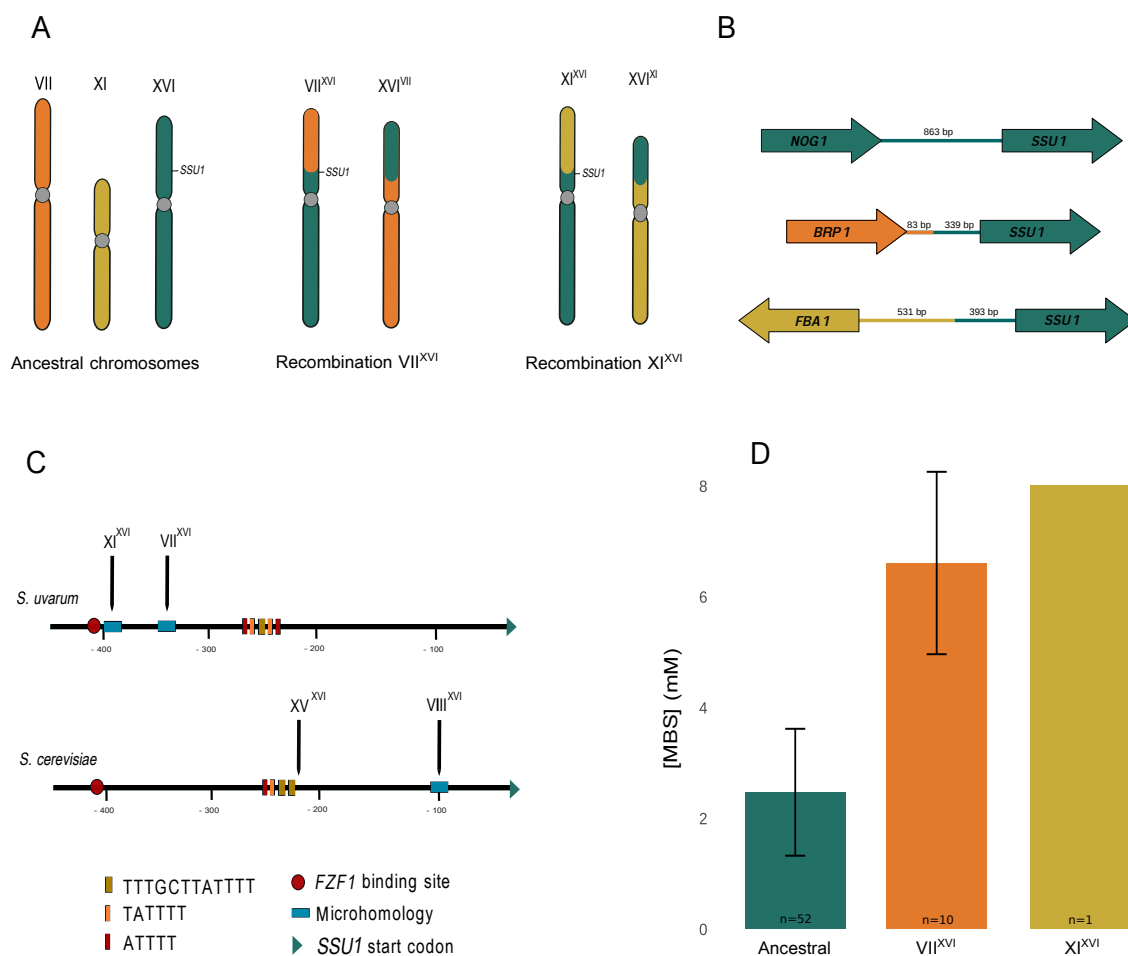 A
VII XI XVI
SSU1
Ancestral chromosomes
VII^XVI XVI^VII
SSU1
Recombination VII^XVI
XI^XVI XVI^XI
SSU1
Recombination XI^XVI
B
NOG1 863 bp SSU1
BRP1 83 bp 339 bp SSU1
FBA1 531 bp 393 bp SSU1
C
XI^XVI VII^XVI
S. uvarum
- 400 - 300 - 200 - 100
XV^XVI VIII^XVI
S. cerevisiae
- 400 - 300 - 200 - 100
TTTGCTTATTTT
TATTTT
ATTTT
FZF1 binding site
Microhomology
SSU1 start codon
D
[MBS] (mM)
8
6
4
2
0
n=52 n=10 n=1
Ancestral VII^XVI XI^XVI